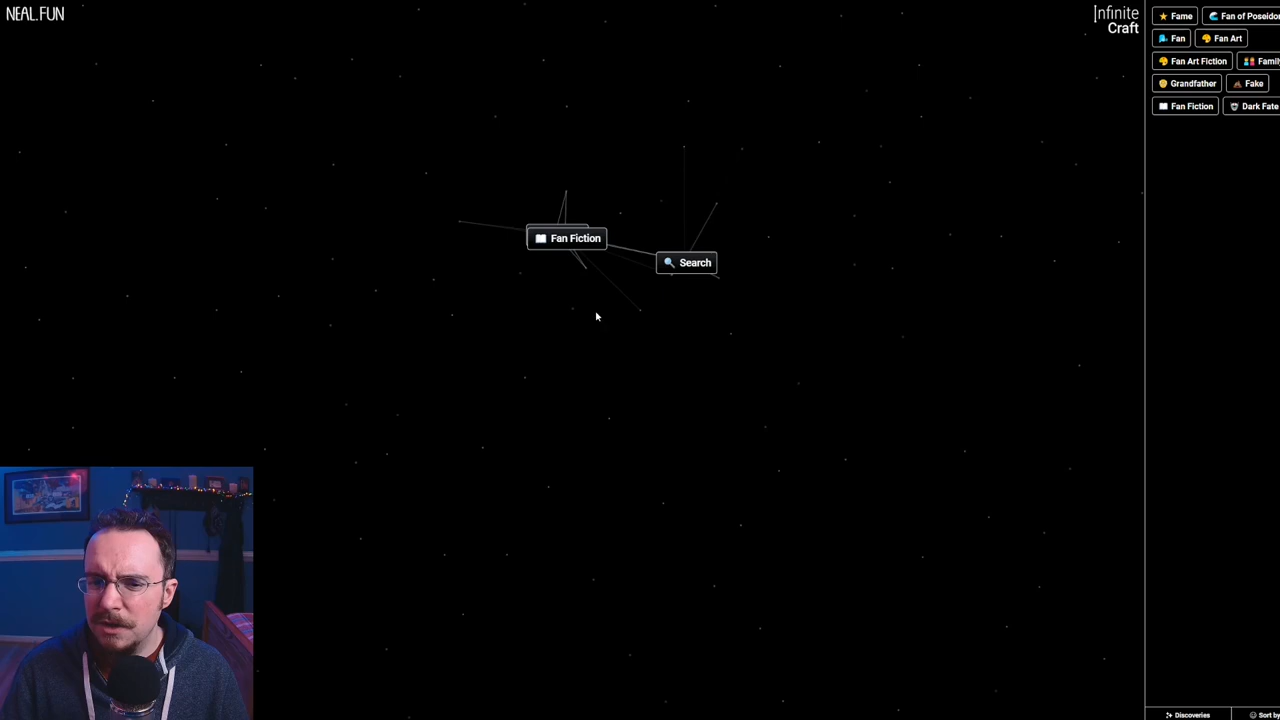 NEAL.FUN
Infinite
Craft
Fame
Fan of Poseido
Fan
Fan Art
Fan Art Fiction
Famil
Grandfather
Fake
Fan Fiction
Dark Fate
Fan Fiction
Search
Discoveries
Sort by